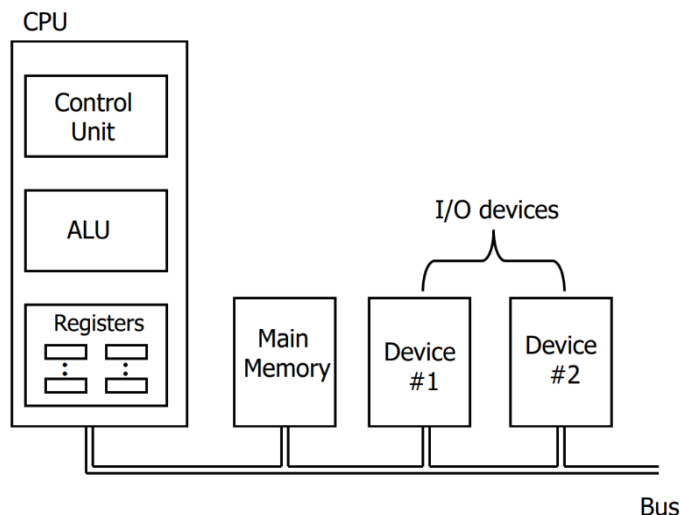 CPU
Control
Unit
ALU
Registers
I/O devices
Main
Memory
Device
#1
Device
#2
Bus